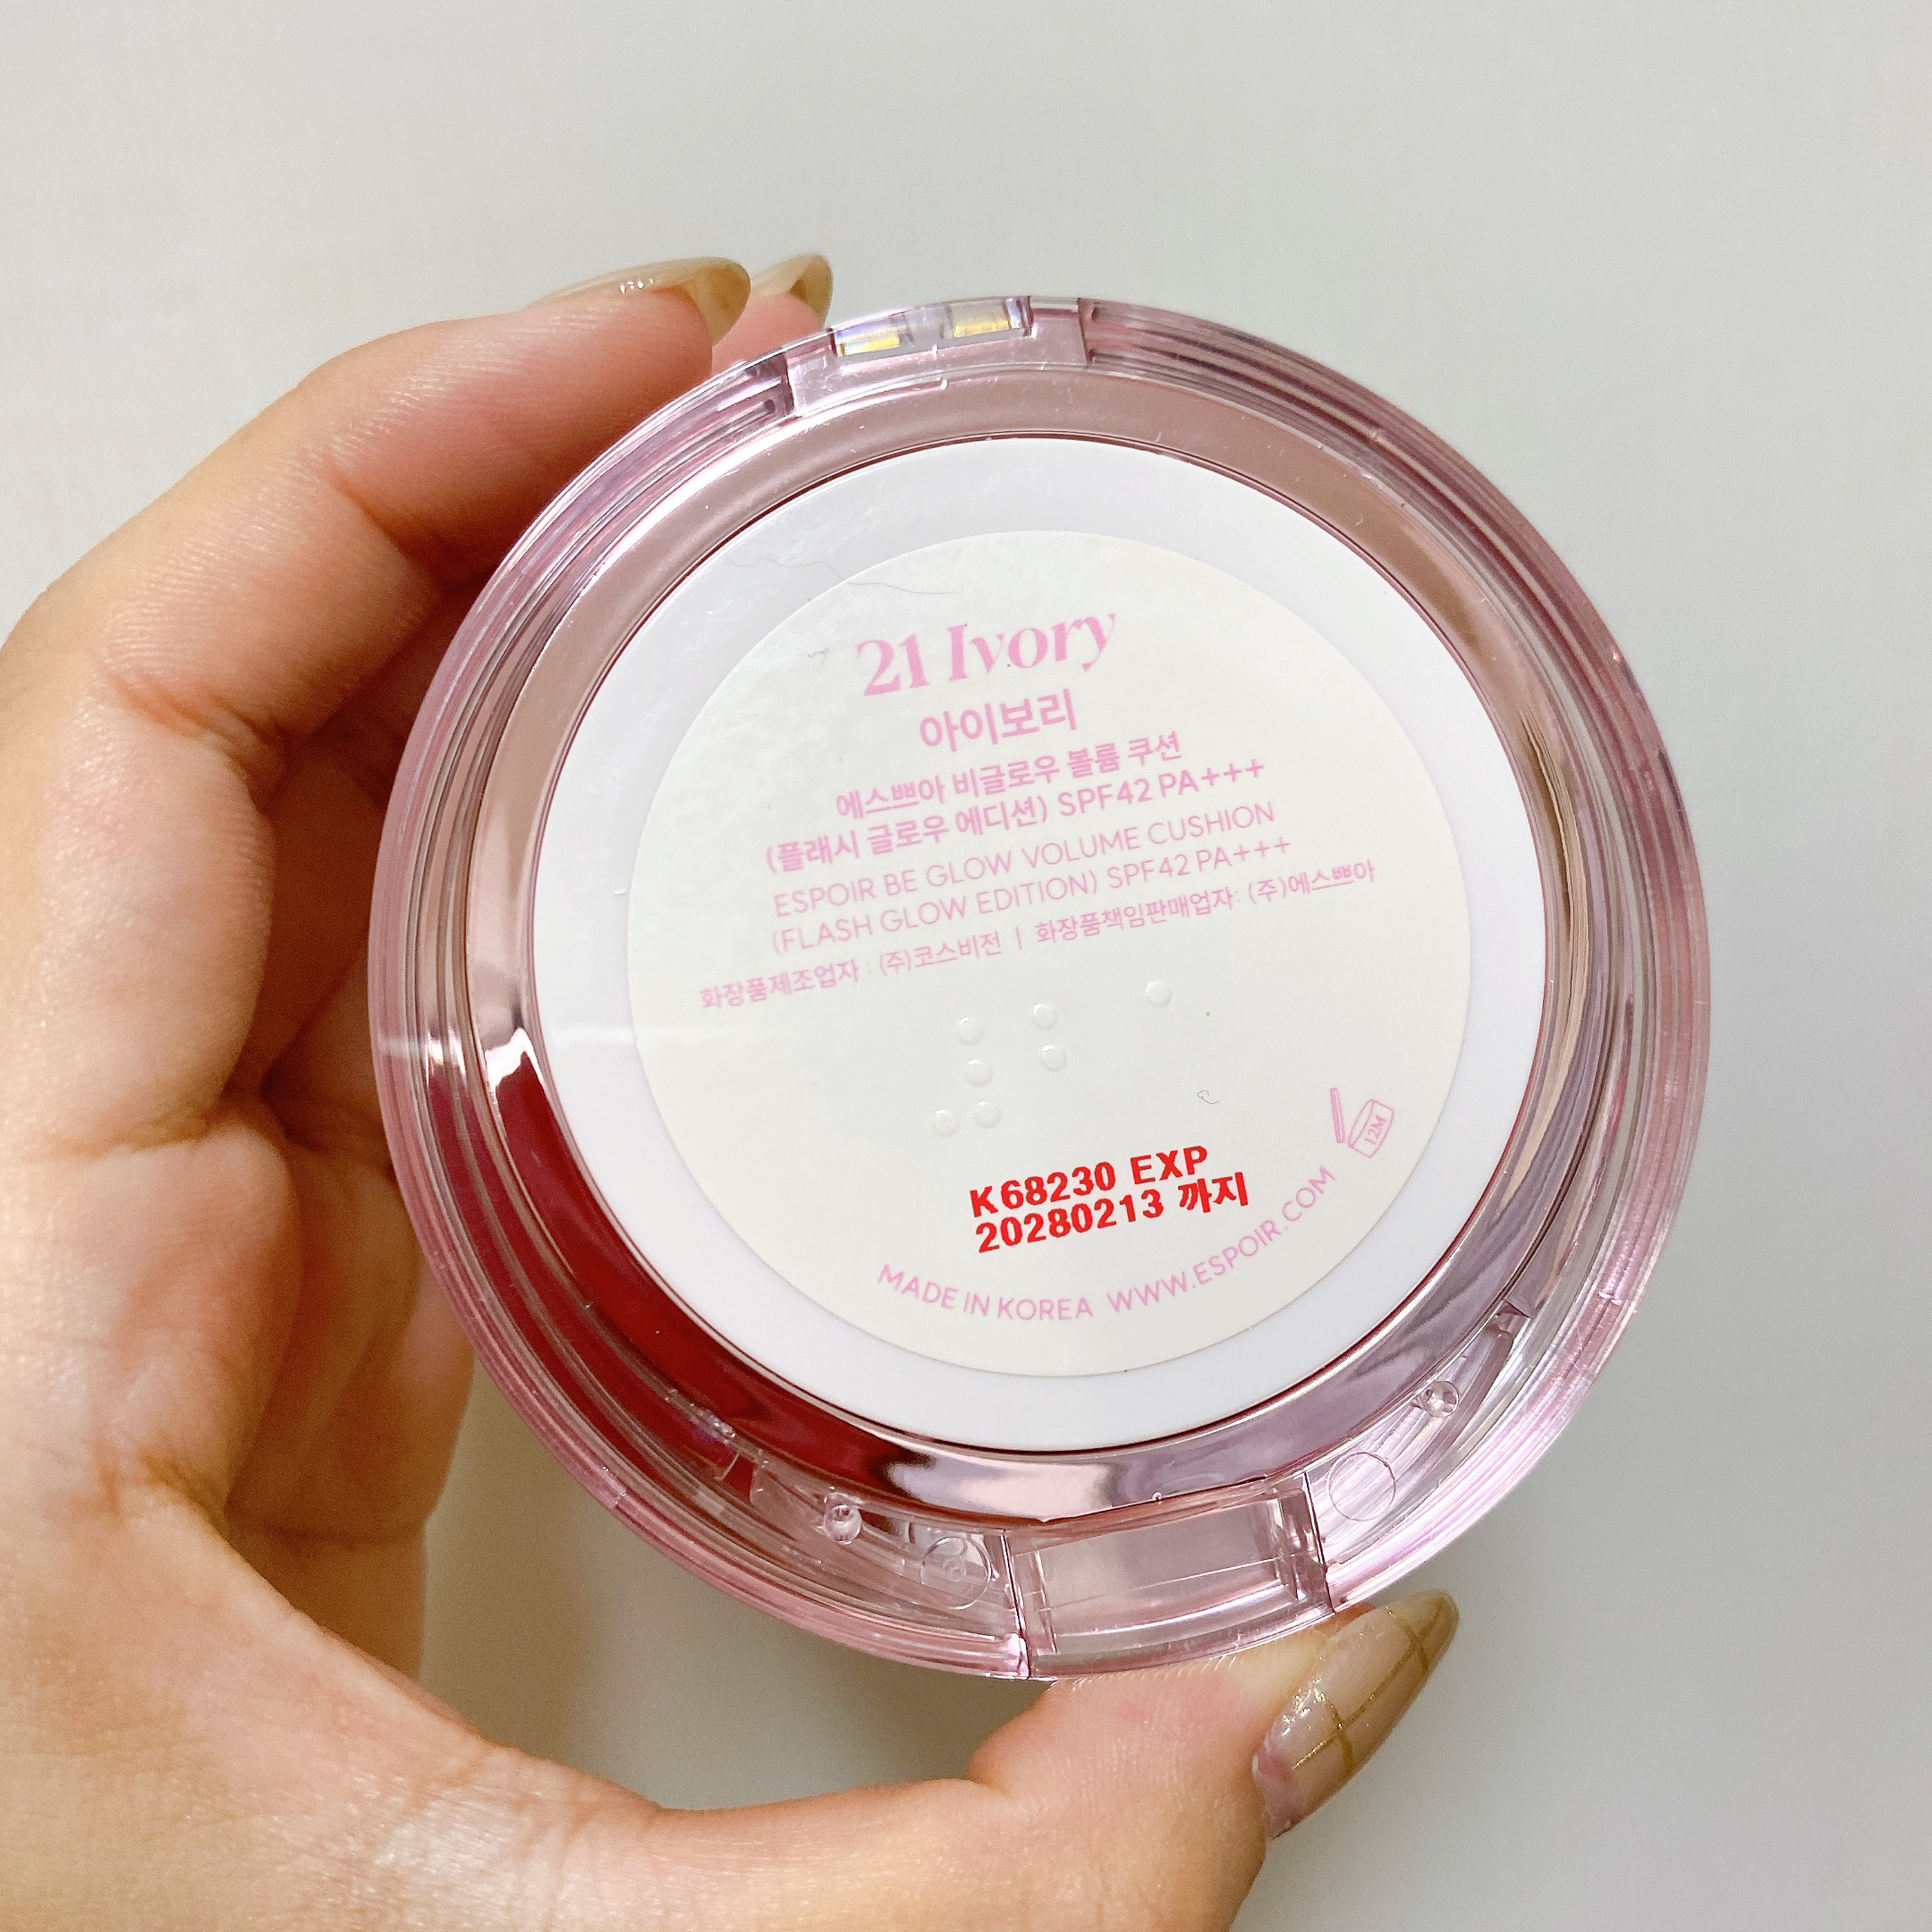 21 Ivory
아이보리
에스쁘아 비글로우 볼륨 쿠션
(플래시 글로우 에디션) SPF42 PA+++
ESPOIR BE GLOW VOLUME CUSHION
(FLASH GLOW EDITION) SPF42 PA+++
화장품제조업자 : (주)코스비전 | 화장품책임판매업자: (주)에스쁘아
K68230 EXP
20280213 까지
12M
MADE IN KOREA WWW.ESPOIR.COM